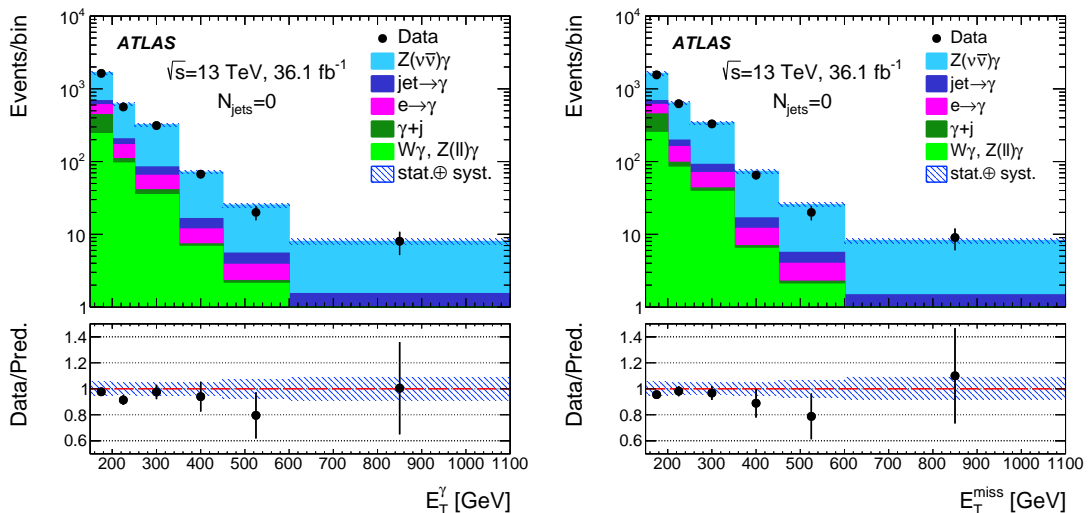 Events/bin
10⁴
10³
10²
10
1
ATLAS
√s=13 TeV, 36.1 fb⁻¹
N_jets=0
Data
Z(νν̄)γ
jet→γ
e→γ
γ+j
Wγ, Z(ll)γ
stat.⊕ syst.
Data/Pred.
1.4
1.2
1
0.8
0.6
200 300 400 500 600 700 800 900 1000 1100
E_T^γ [GeV]
Events/bin
10⁴
10³
10²
10
1
ATLAS
√s=13 TeV, 36.1 fb⁻¹
N_jets=0
Data
Z(νν̄)γ
jet→γ
e→γ
γ+j
Wγ, Z(ll)γ
stat.⊕ syst.
Data/Pred.
1.4
1.2
1
0.8
0.6
200 300 400 500 600 700 800 900 1000 1100
E_T^miss [GeV]